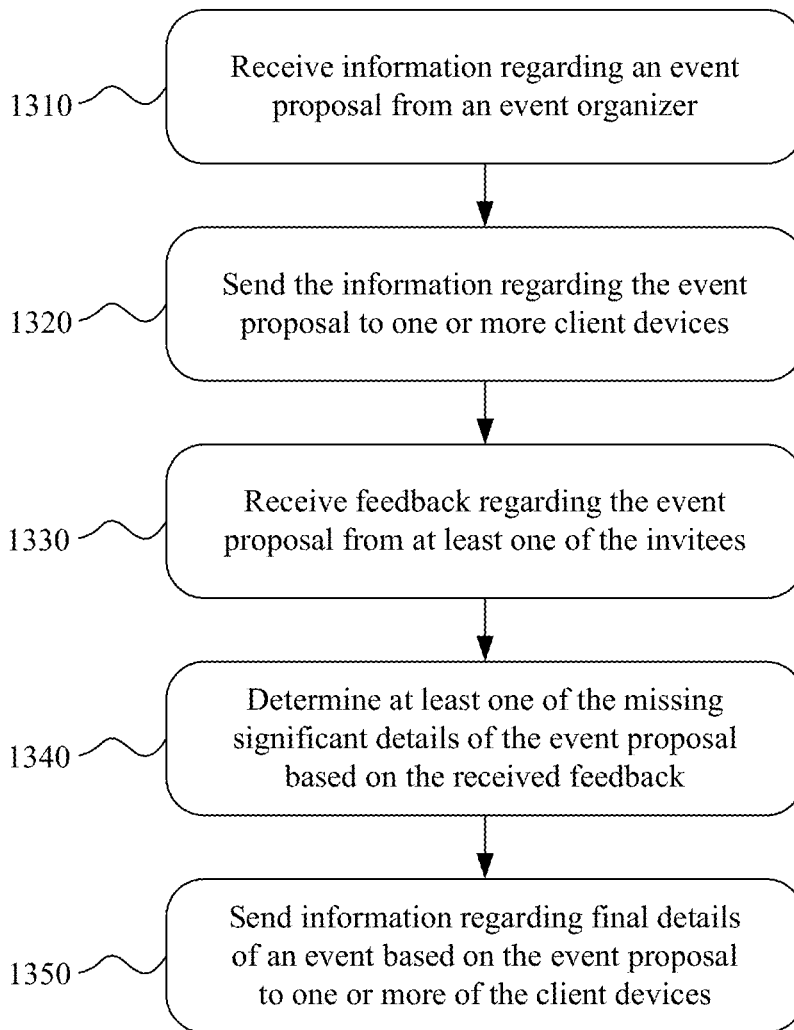 1310
Receive information regarding an event
proposal from an event organizer
1320
Send the information regarding the event
proposal to one or more client devices
1330
Receive feedback regarding the event
proposal from at least one of the invitees
1340
Determine at least one of the missing
significant details of the event proposal
based on the received feedback
1350
Send information regarding final details
of an event based on the event proposal
to one or more of the client devices